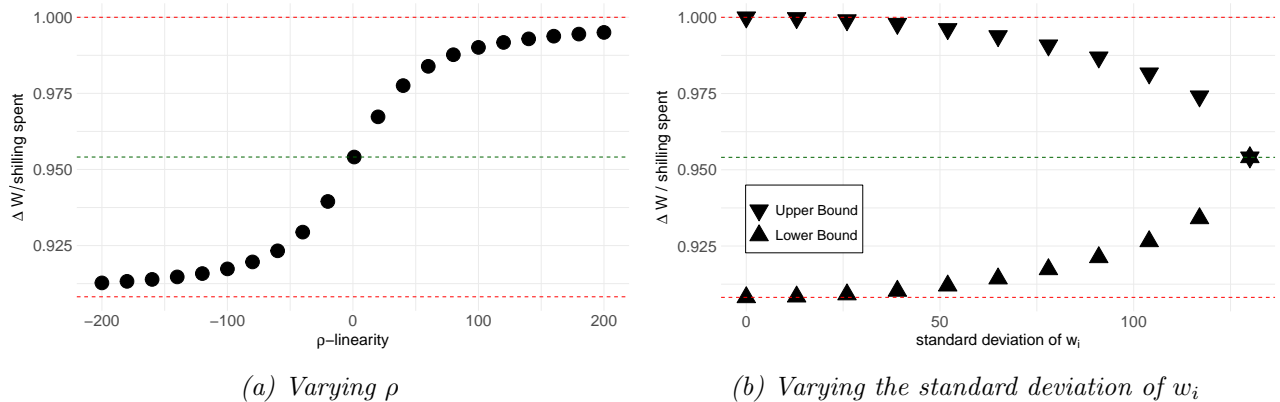 1.000
0.975
0.950
0.925
Δ W/shilling spent
−200
−100
0
100
200
ρ−linearity
(a) Varying ρ
1.000
0.975
0.950
0.925
Δ W / shilling spent
Upper Bound
Lower Bound
0
50
100
standard deviation of wi
(b) Varying the standard deviation of wi